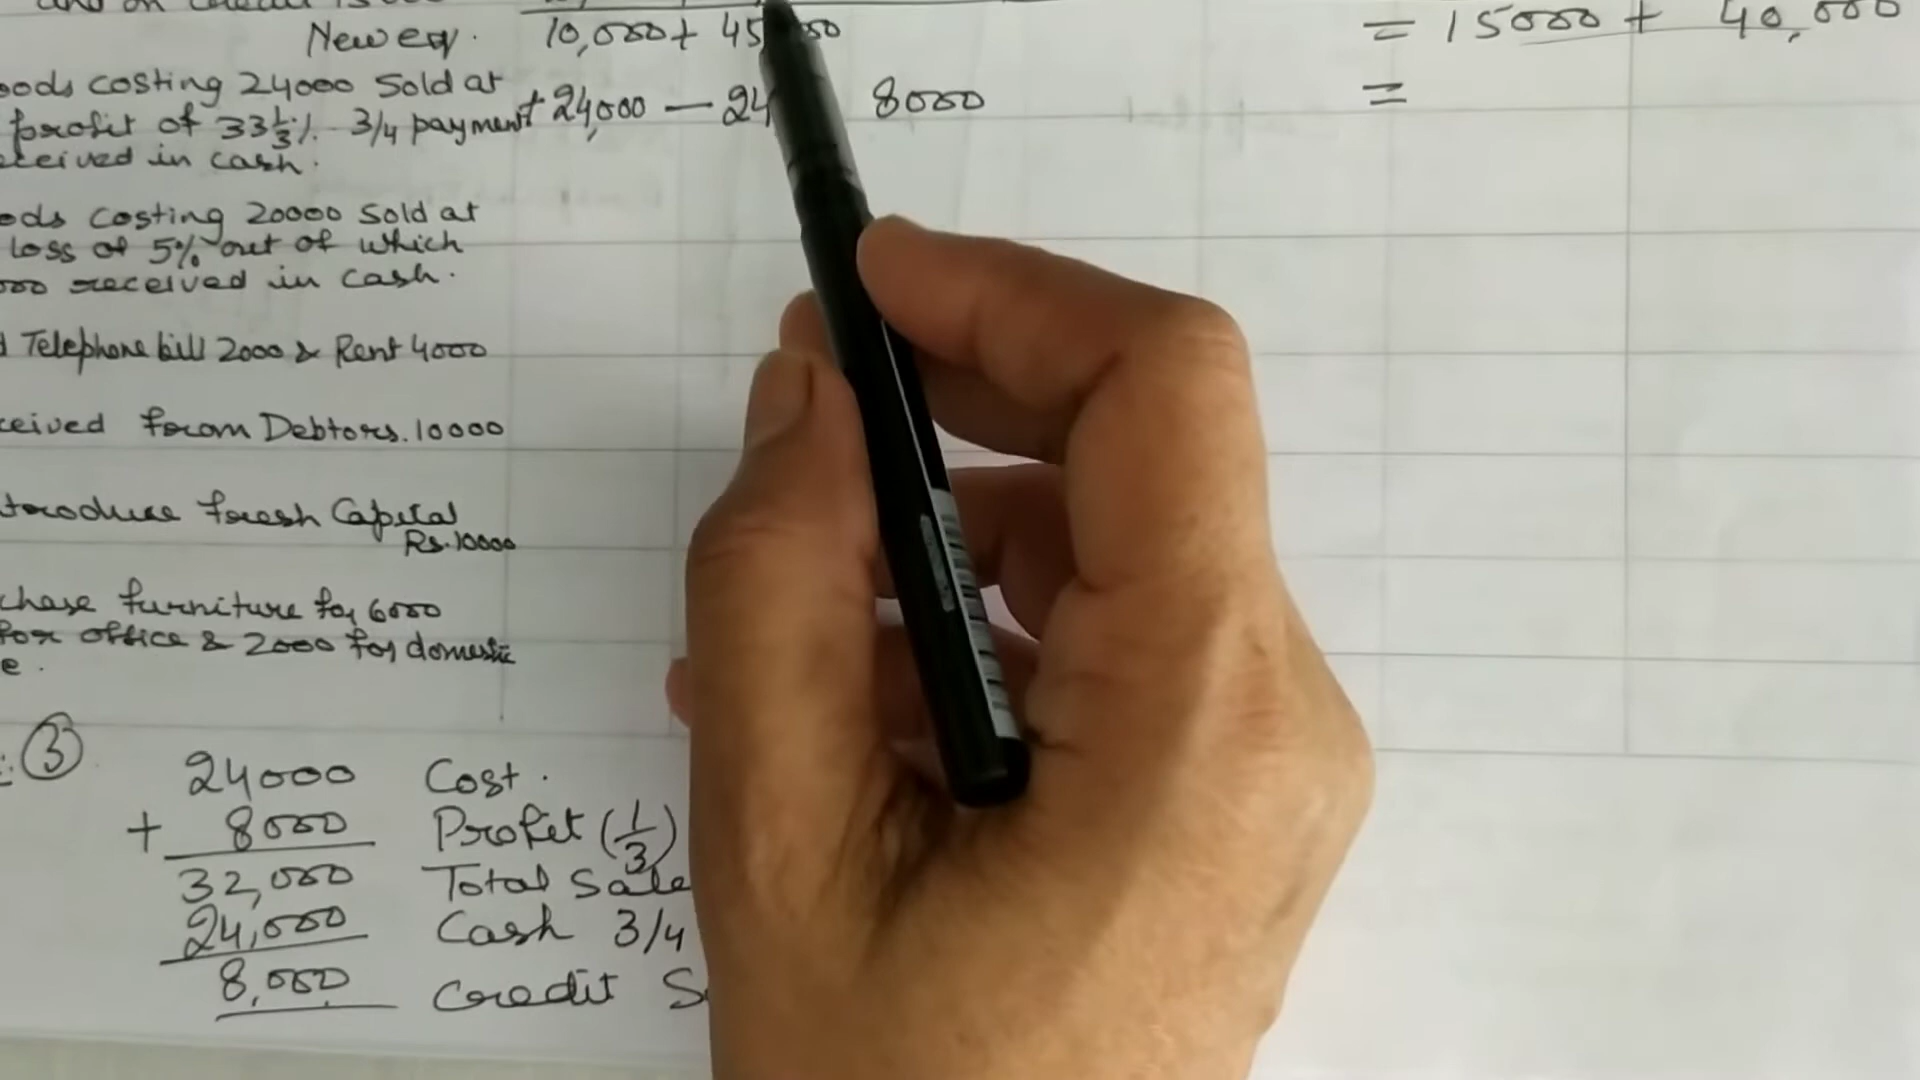 New eq. 10,000 + 45 00 = 15000 + 40,000
oods costing 24000 Sold at
profit of 33 1/3 %. 3/4 payment + 24,000 — 24 8000 =
ceived in cash.
ods costing 20000 Sold at
loss of 5% out of which
000 received in cash.
d Telephone bill 2000 & Rent 4000
ceived from Debtors. 10000
troduce fresh Capital
Rs. 10000
chase furniture for 6000
for office & 2000 for domestic
e.
3
24000 Cost.
+ 8000 Profit (1/3)
32,000 Total Sale
24,000 Cash 3/4
8,000 Credit S